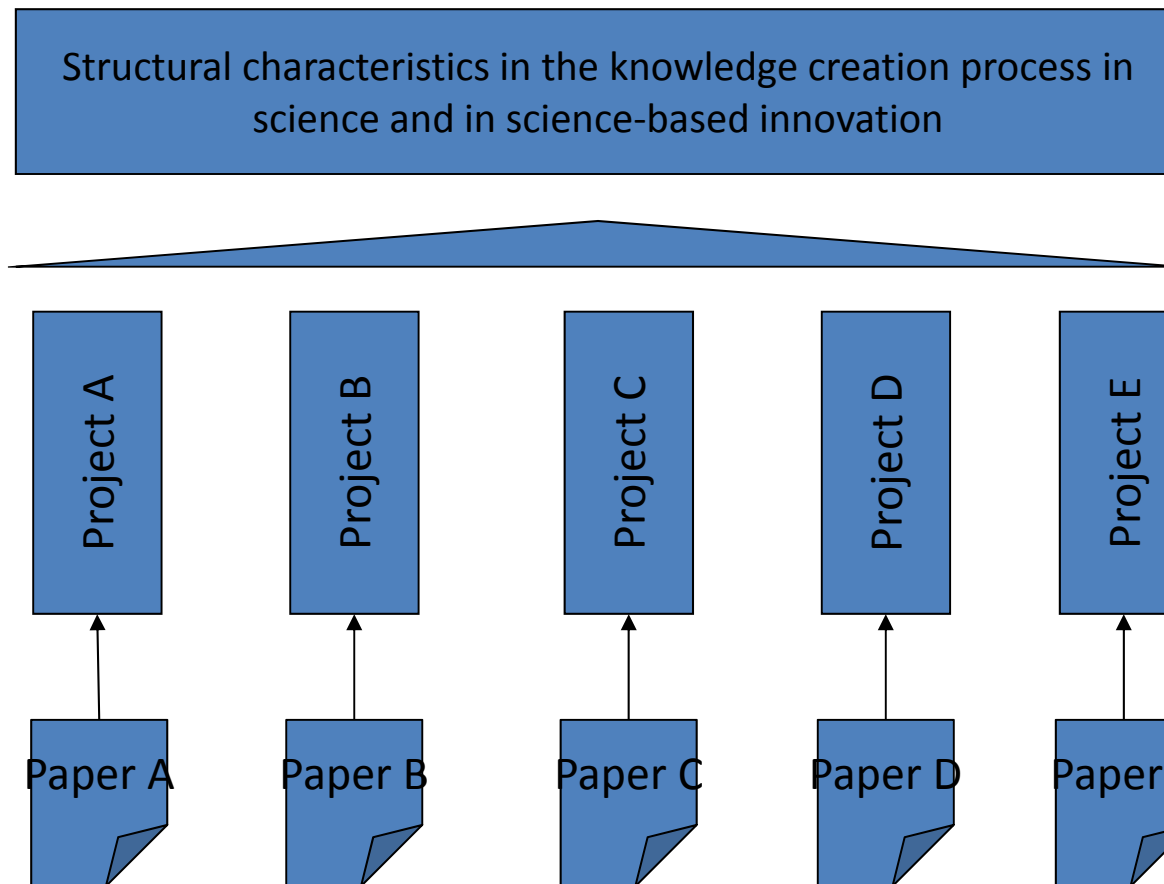 Structural characteristics in the knowledge creation process in
science and in science-based innovation
Project A
Project B
Project C
Project D
Project E
Paper A
Paper B
Paper C
Paper D
Paper